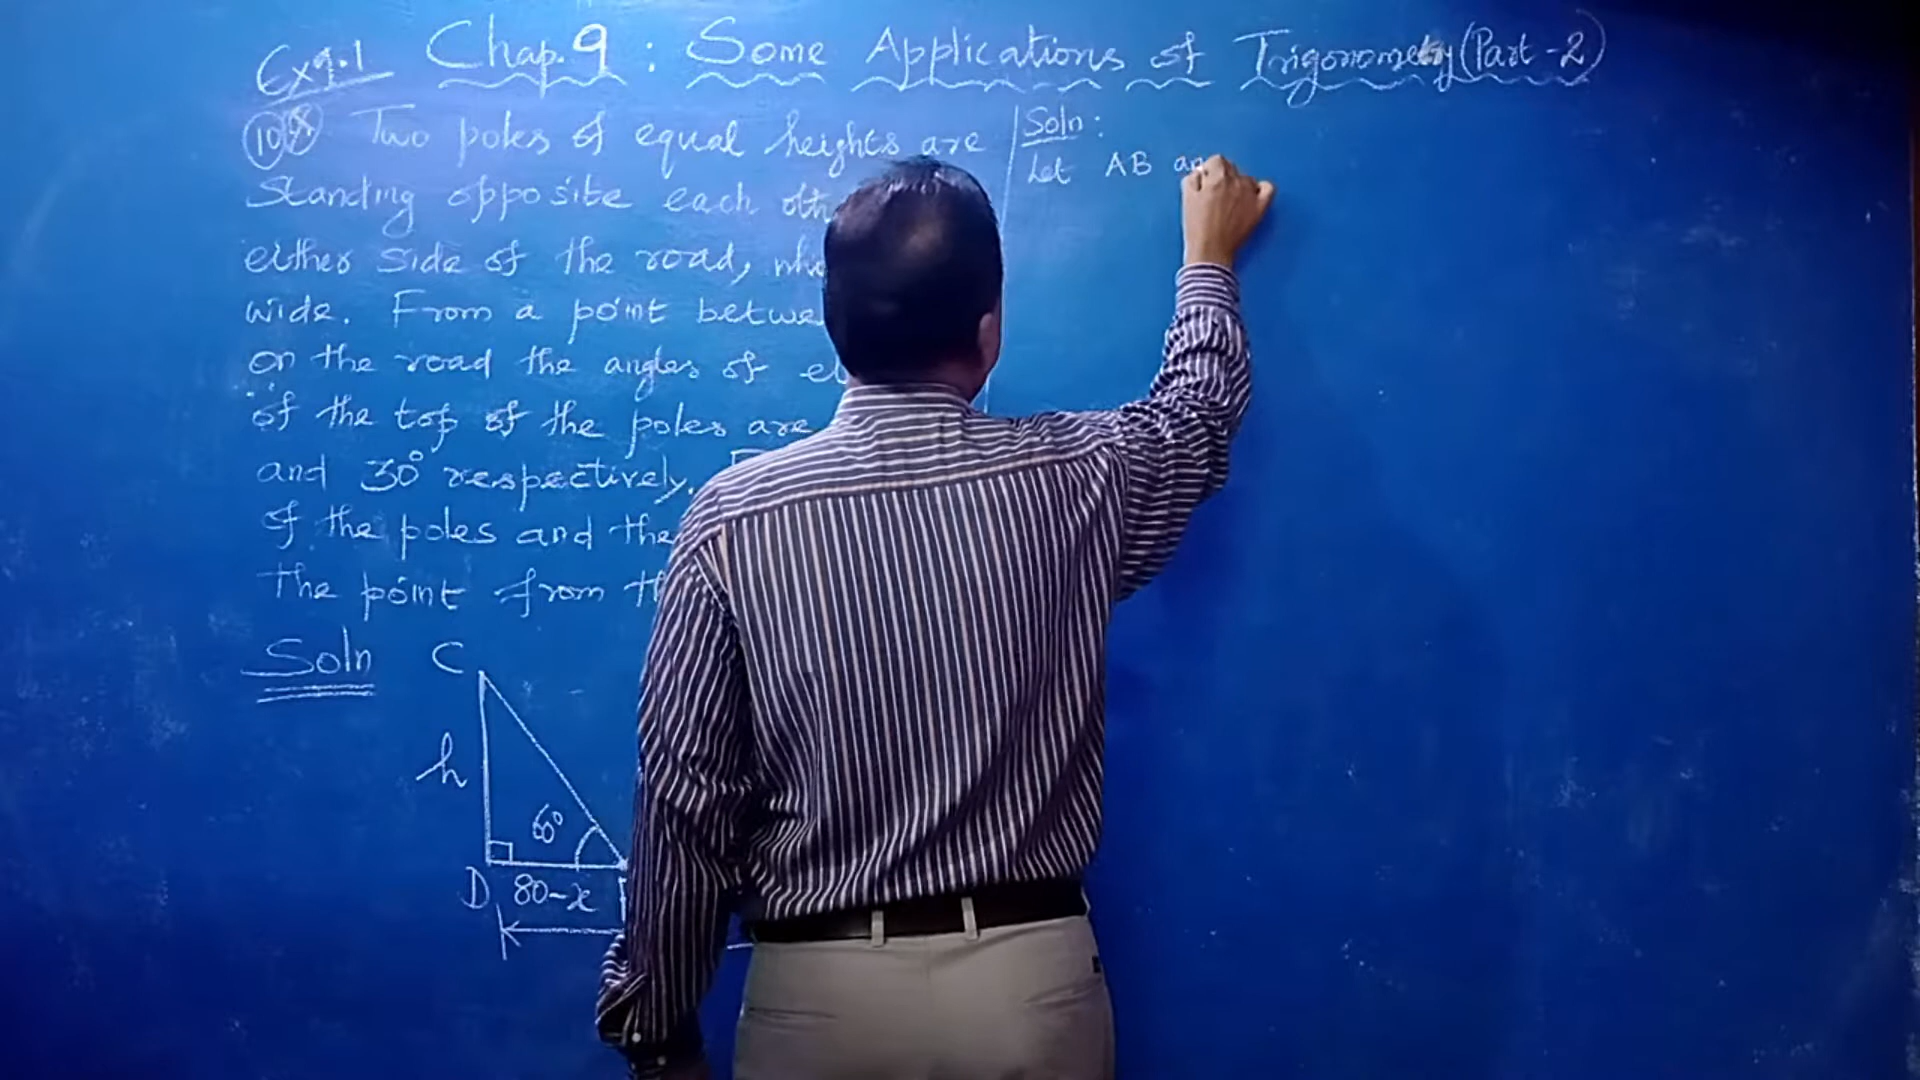 Ex9.1 Chap.9: Some Applications of Trigonometry (Part-2)
10 Two poles of equal heights are
Standing opposite each
either side of the road,
wide. From a point
on the road the angles of
of the top of the poles are
and 30° respectively.
of the poles and the
The point from
Soln
C
h
60°
D 80-x
Soln:
Let AB